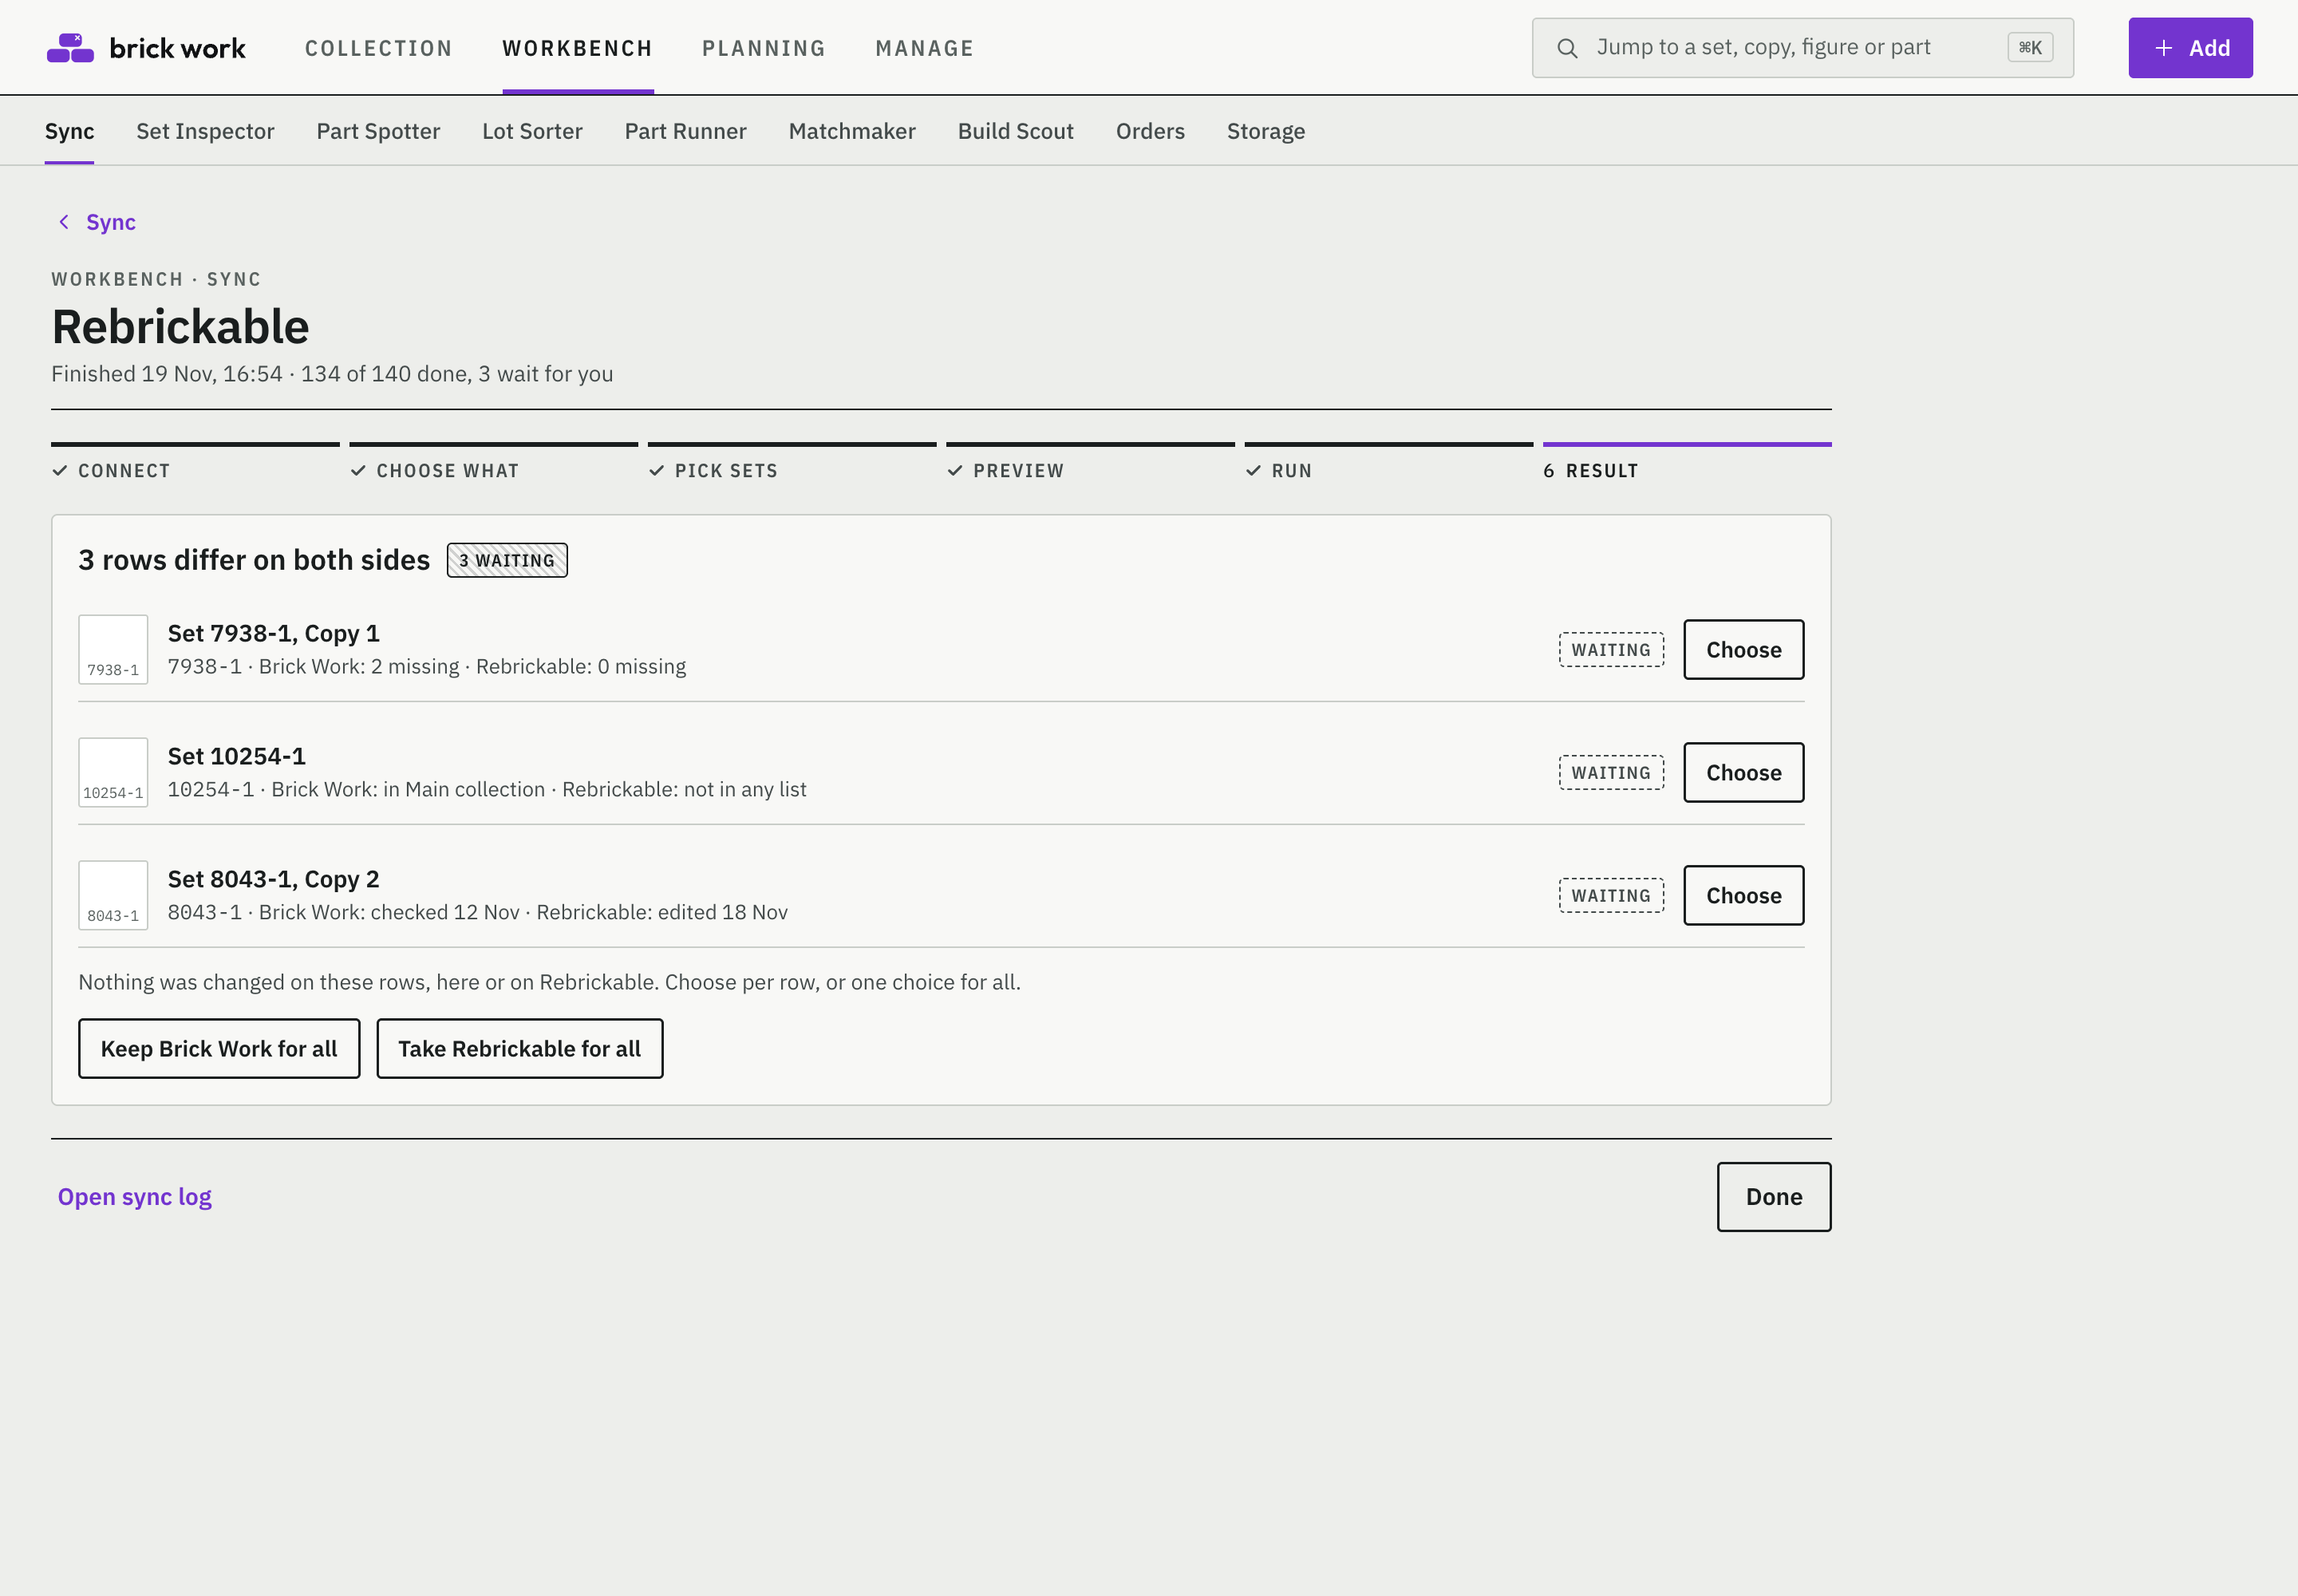 brick work
COLLECTION
WORKBENCH
PLANNING
MANAGE
Jump to a set, copy, figure or part
⌘K
+ Add
Sync
Set Inspector
Part Spotter
Lot Sorter
Part Runner
Matchmaker
Build Scout
Orders
Storage
Sync
WORKBENCH · SYNC
Rebrickable
Finished 19 Nov, 16:54 · 134 of 140 done, 3 wait for you
CONNECT
CHOOSE WHAT
PICK SETS
PREVIEW
RUN
6 RESULT
3 rows differ on both sides
3 WAITING
7938-1
Set 7938-1, Copy 1
7938-1 · Brick Work: 2 missing · Rebrickable: 0 missing
WAITING
Choose
10254-1
Set 10254-1
10254-1 · Brick Work: in Main collection · Rebrickable: not in any list
WAITING
Choose
8043-1
Set 8043-1, Copy 2
8043-1 · Brick Work: checked 12 Nov · Rebrickable: edited 18 Nov
WAITING
Choose
Nothing was changed on these rows, here or on Rebrickable. Choose per row, or one choice for all.
Keep Brick Work for all
Take Rebrickable for all
Open sync log
Done